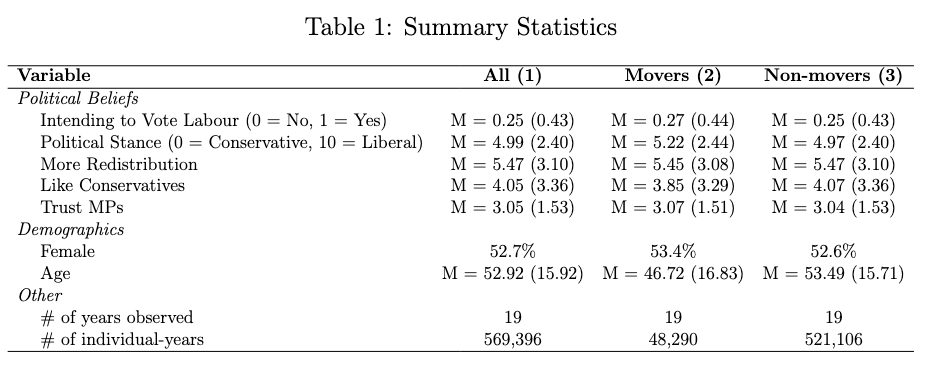 Table 1: Summary Statistics
Variable All (1) Movers (2) Non-movers (3)
Political Beliefs
Intending to Vote Labour (0 = No, 1 = Yes) M = 0.25 (0.43) M = 0.27 (0.44) M = 0.25 (0.43)
Political Stance (0 = Conservative, 10 = Liberal) M = 4.99 (2.40) M = 5.22 (2.44) M = 4.97 (2.40)
More Redistribution M = 5.47 (3.10) M = 5.45 (3.08) M = 5.47 (3.10)
Like Conservatives M = 4.05 (3.36) M = 3.85 (3.29) M = 4.07 (3.36)
Trust MPs M = 3.05 (1.53) M = 3.07 (1.51) M = 3.04 (1.53)
Demographics
Female 52.7% 53.4% 52.6%
Age M = 52.92 (15.92) M = 46.72 (16.83) M = 53.49 (15.71)
Other
# of years observed 19 19 19
# of individual-years 569,396 48,290 521,106